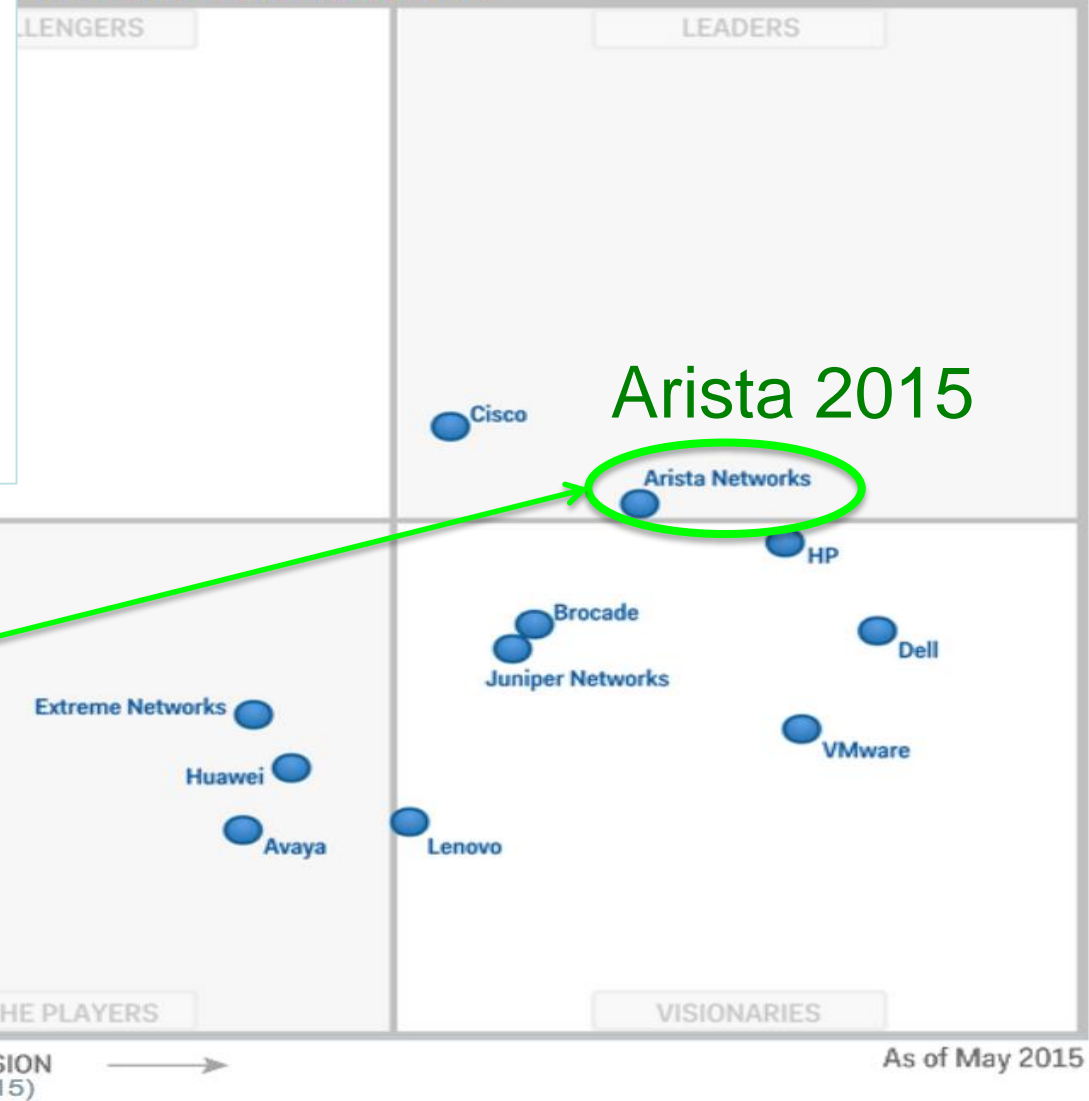 LLENGERS
LEADERS
Arista 2015
Cisco
Arista Networks
HP
Brocade
Dell
Juniper Networks
Extreme Networks
VMware
Huawei
Avaya
Lenovo
HE PLAYERS
VISIONARIES
SION
As of May 2015
15)